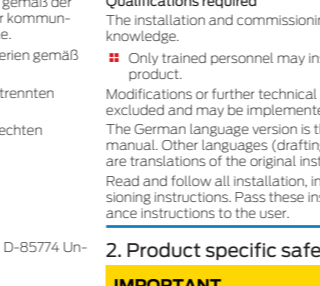 gemäß der
r kommun-
e.
erien gemäß
trennten
echten
D-85774 Un-
Qualifications required
The installation and commissioni
knowledge.
Only trained personnel may ins
product.
Modifications or further technical
excluded and may be implemente
The German language version is th
manual. Other languages (drafting
are translations of the original inst
Read and follow all installation, in
sioning instructions. Pass these ins
ance instructions to the user.
2. Product specific safe
IMPORTANT